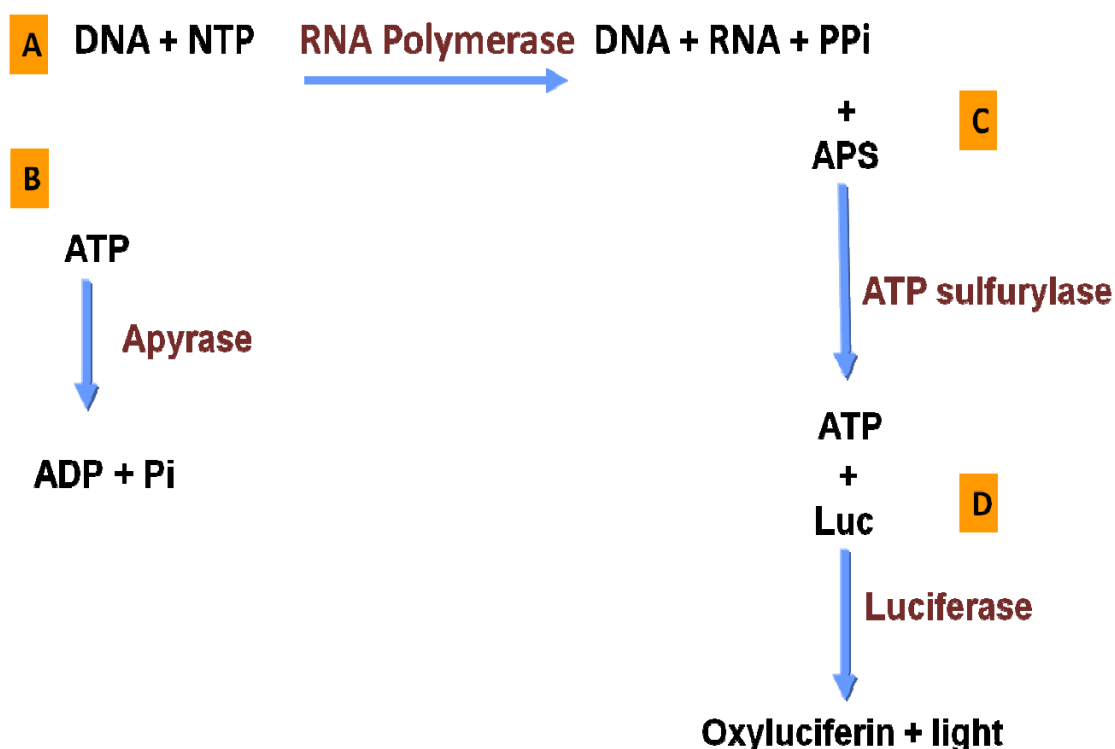 A DNA + NTP RNA Polymerase DNA + RNA + PPi
+
APS
C
B
ATP
Apyrase
ADP + Pi
ATP sulfurylase
ATP
+
Luc
D
Luciferase
Oxyluciferin + light